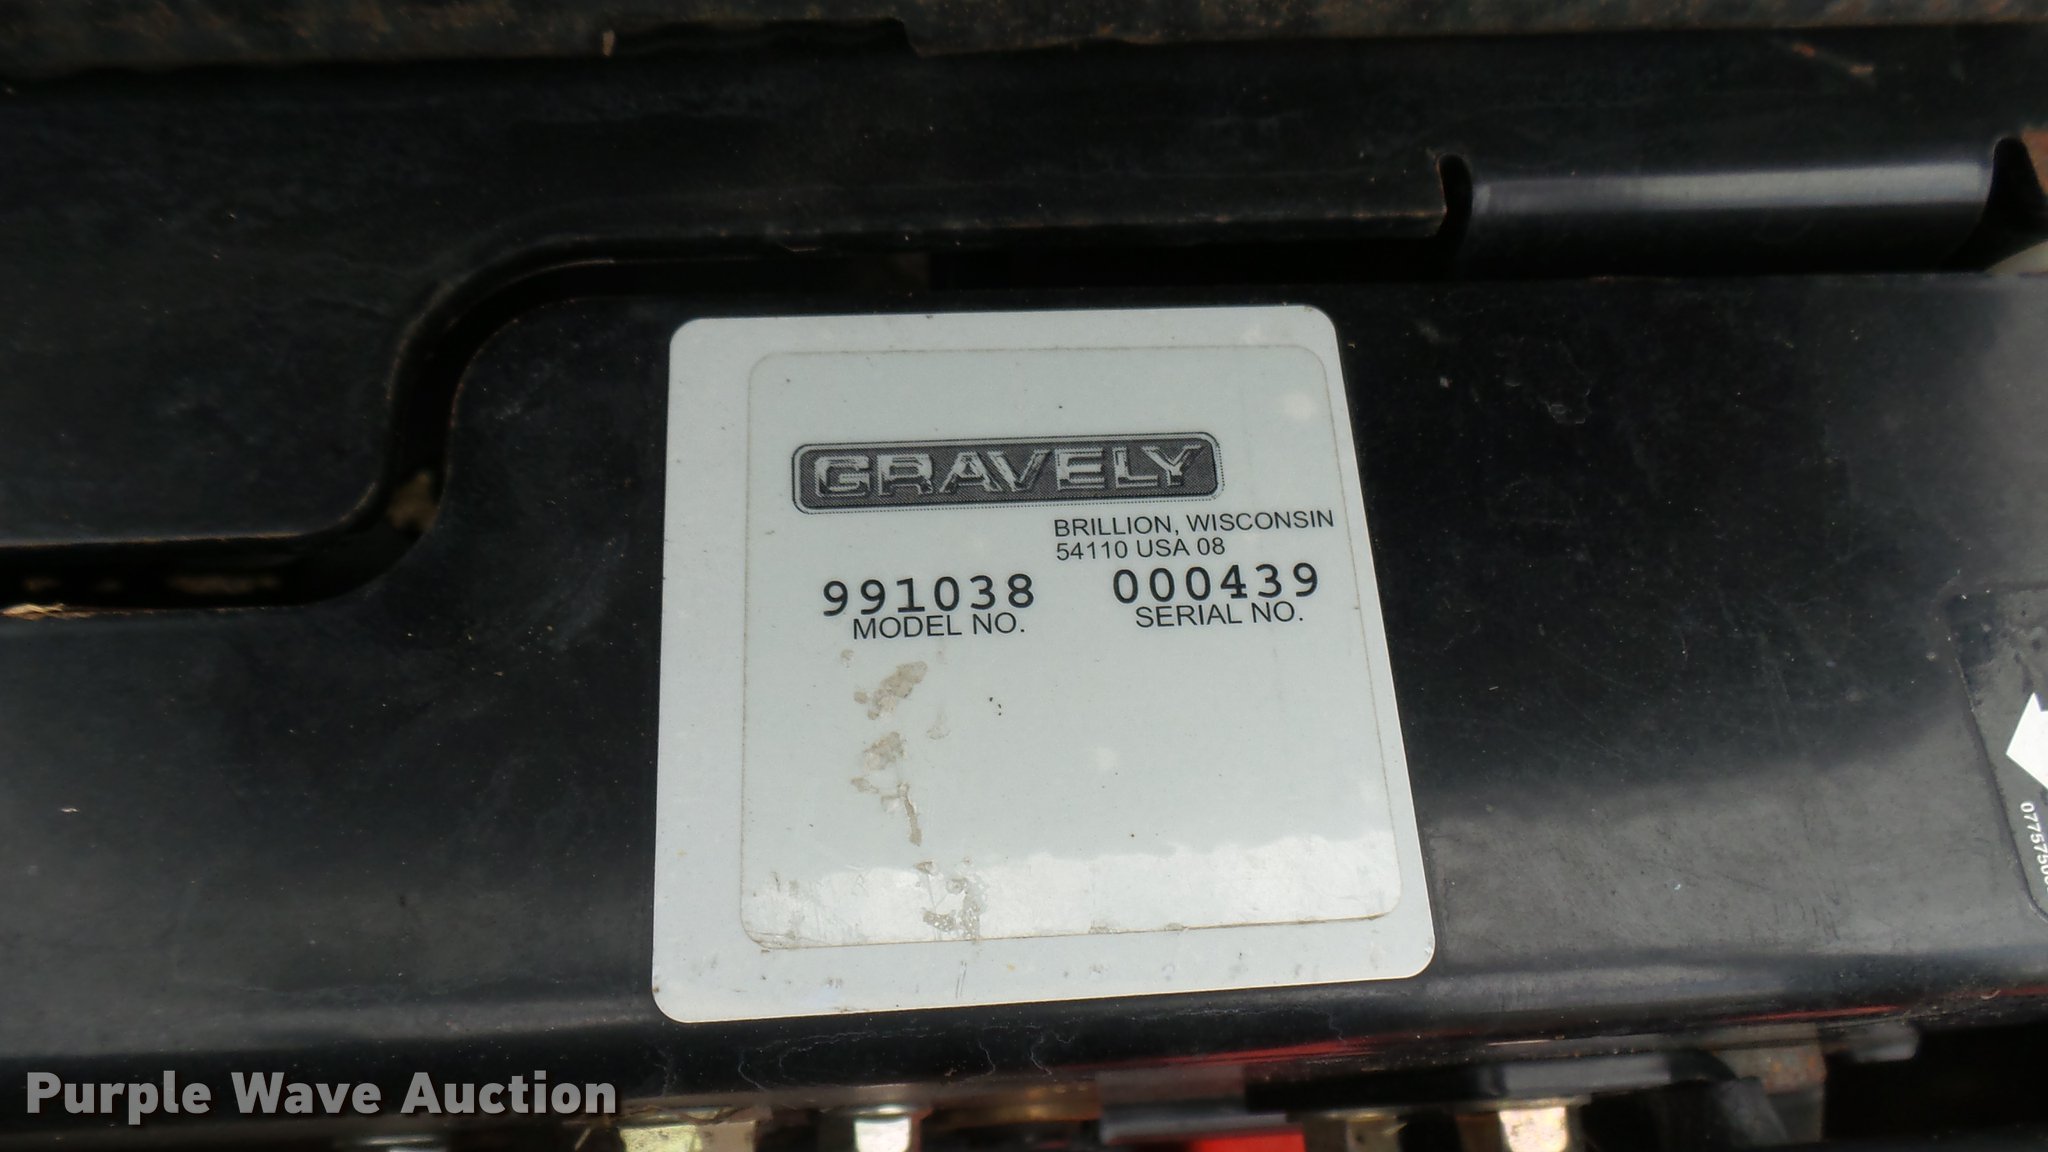 GRAVELY
BRILLION, WISCONSIN
54110 USA 08
991038 000439
MODEL NO. SERIAL NO.
Purple Wave Auction